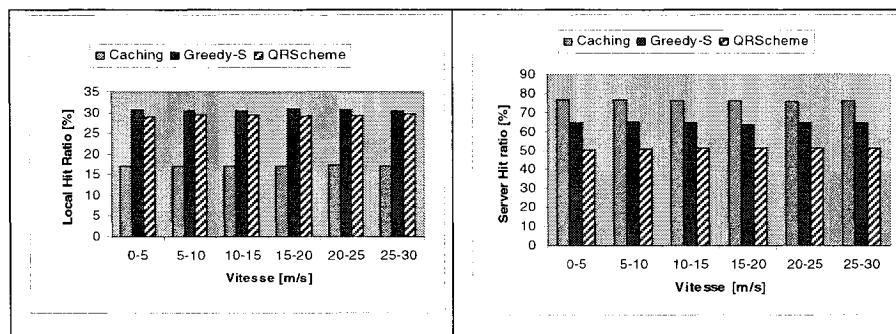 Caching Greedy-S QRScheme
35
30
25
20
15
10
5
0
Local Hit Ratio [%]
0-5 5-10 10-15 15-20 20-25 25-30
Vitesse [m/s]
Caching Greedy-S QRScheme
90
80
70
60
50
40
30
20
10
0
Server Hit ratio [%]
0-5 5-10 10-15 15-20 20-25 25-30
Vitesse [m/s]